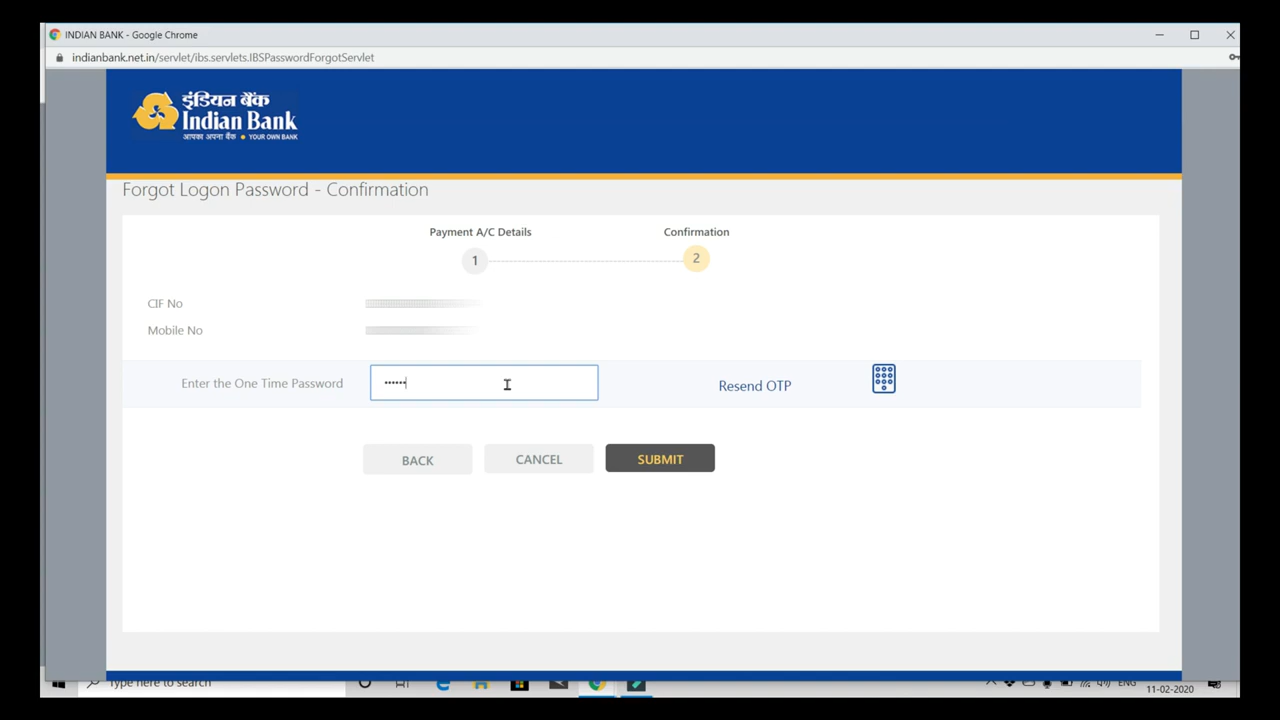 INDIAN BANK - Google Chrome
indianbank.net.in/servlet/ibs.servlets.IBSPasswordForgotServlet
इंडियन बैंक
Indian Bank
आपका अपना बैंक YOUR OWN BANK
Forgot Logon Password - Confirmation
Payment A/C Details Confirmation
1 2
CIF No
Mobile No
Enter the One Time Password •••••• Resend OTP
BACK CANCEL SUBMIT
Type here to search ENG
11-02-2020